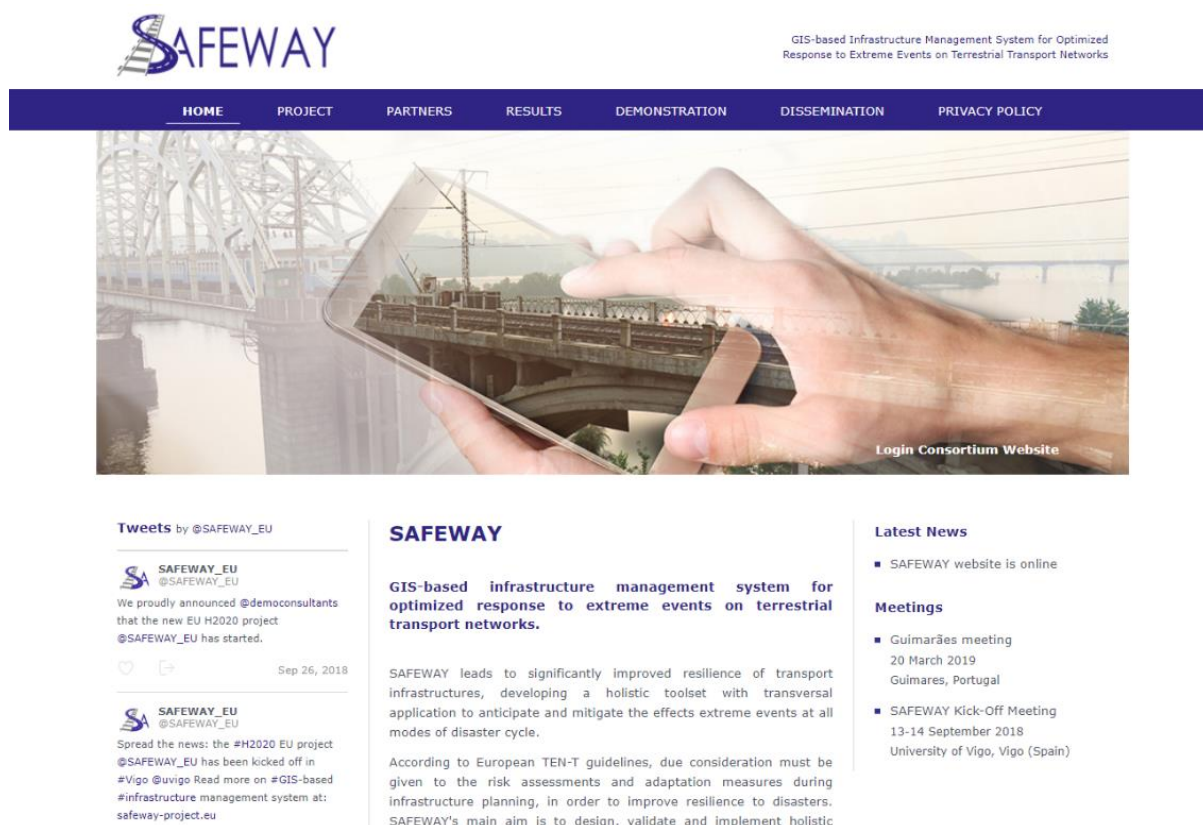 SAFEWAY
GIS-based Infrastructure Management System for Optimized
Response to Extreme Events on Terrestrial Transport Networks
HOME PROJECT PARTNERS RESULTS DEMONSTRATION DISSEMINATION PRIVACY POLICY
Login Consortium Website
Tweets by @SAFEWAY_EU
SAFEWAY_EU
@SAFEWAY_EU
We proudly announced @democonsultants
that the new EU H2020 project
@SAFEWAY_EU has started.
Sep 26, 2018
SAFEWAY_EU
@SAFEWAY_EU
Spread the news: the #H2020 EU project
@SAFEWAY_EU has been kicked off in
#Vigo @uvigo Read more on #GIS-based
#infrastructure management system at:
safeway-project.eu
SAFEWAY
GIS-based infrastructure management system for
optimized response to extreme events on terrestrial
transport networks.
SAFEWAY leads to significantly improved resilience of transport
infrastructures, developing a holistic toolset with transversal
application to anticipate and mitigate the effects extreme events at all
modes of disaster cycle.
According to European TEN-T guidelines, due consideration must be
given to the risk assessments and adaptation measures during
infrastructure planning, in order to improve resilience to disasters.
SAFEWAY's main aim is to design, validate and implement holistic
Latest News
SAFEWAY website is online
Meetings
Guimarães meeting
20 March 2019
Guimares, Portugal
SAFEWAY Kick-Off Meeting
13-14 September 2018
University of Vigo, Vigo (Spain)